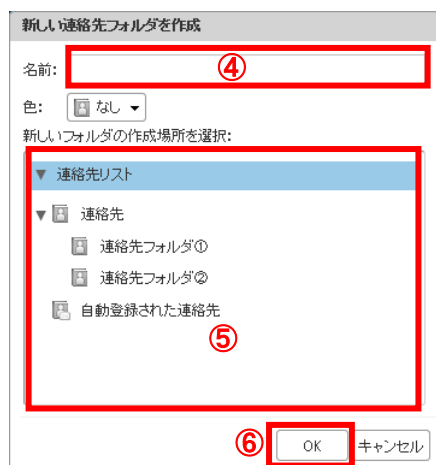 新しい連絡先フォルダを作成
名前: ④
色: なし ▼
新しいフォルダの作成場所を選択:
▼ 連絡先リスト
▼ 連絡先
連絡先フォルダ①
連絡先フォルダ②
自動登録された連絡先
⑤
⑥ OK キャンセル